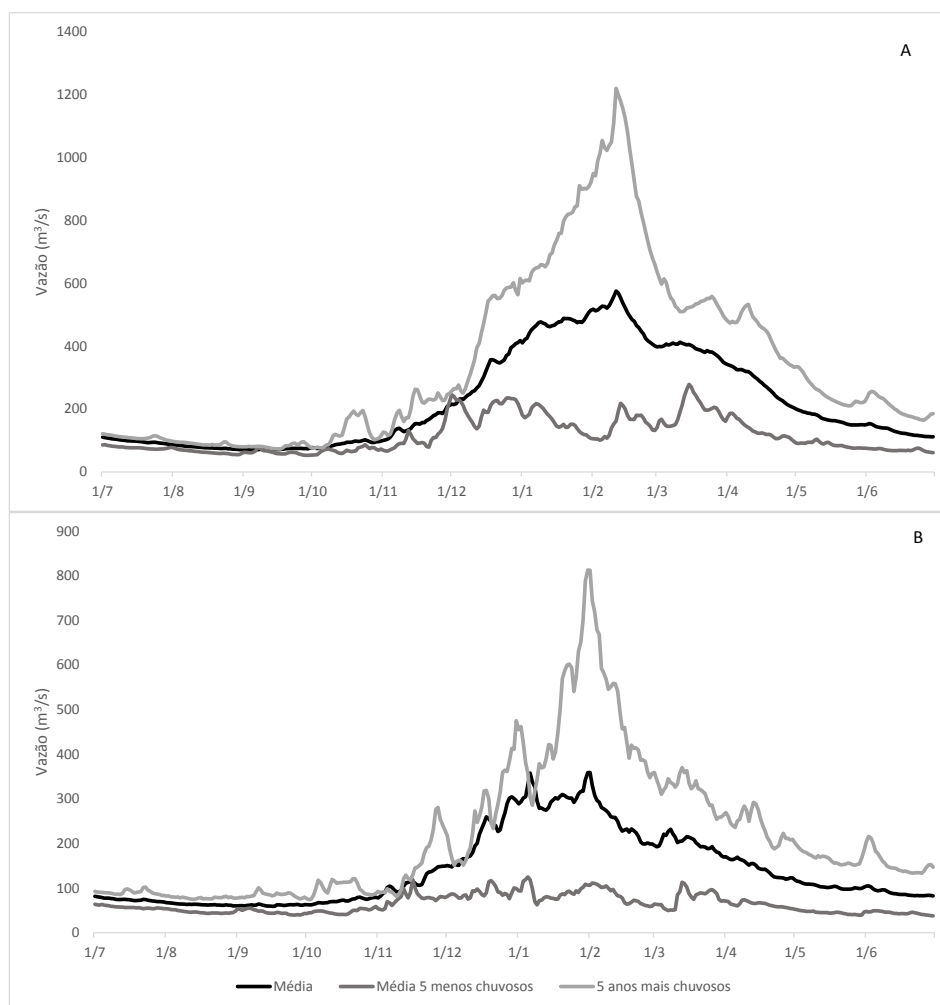 1400
A
1200
1000
800
600
400
200
0
Vazão (m³/s)
1/7 1/8 1/9 1/10 1/11 1/12 1/1 1/2 1/3 1/4 1/5 1/6
900
B
800
700
600
500
400
300
200
100
0
Vazão (m³/s)
1/7 1/8 1/9 1/10 1/11 1/12 1/1 1/2 1/3 1/4 1/5 1/6
Média Média 5 menos chuvosos 5 anos mais chuvosos